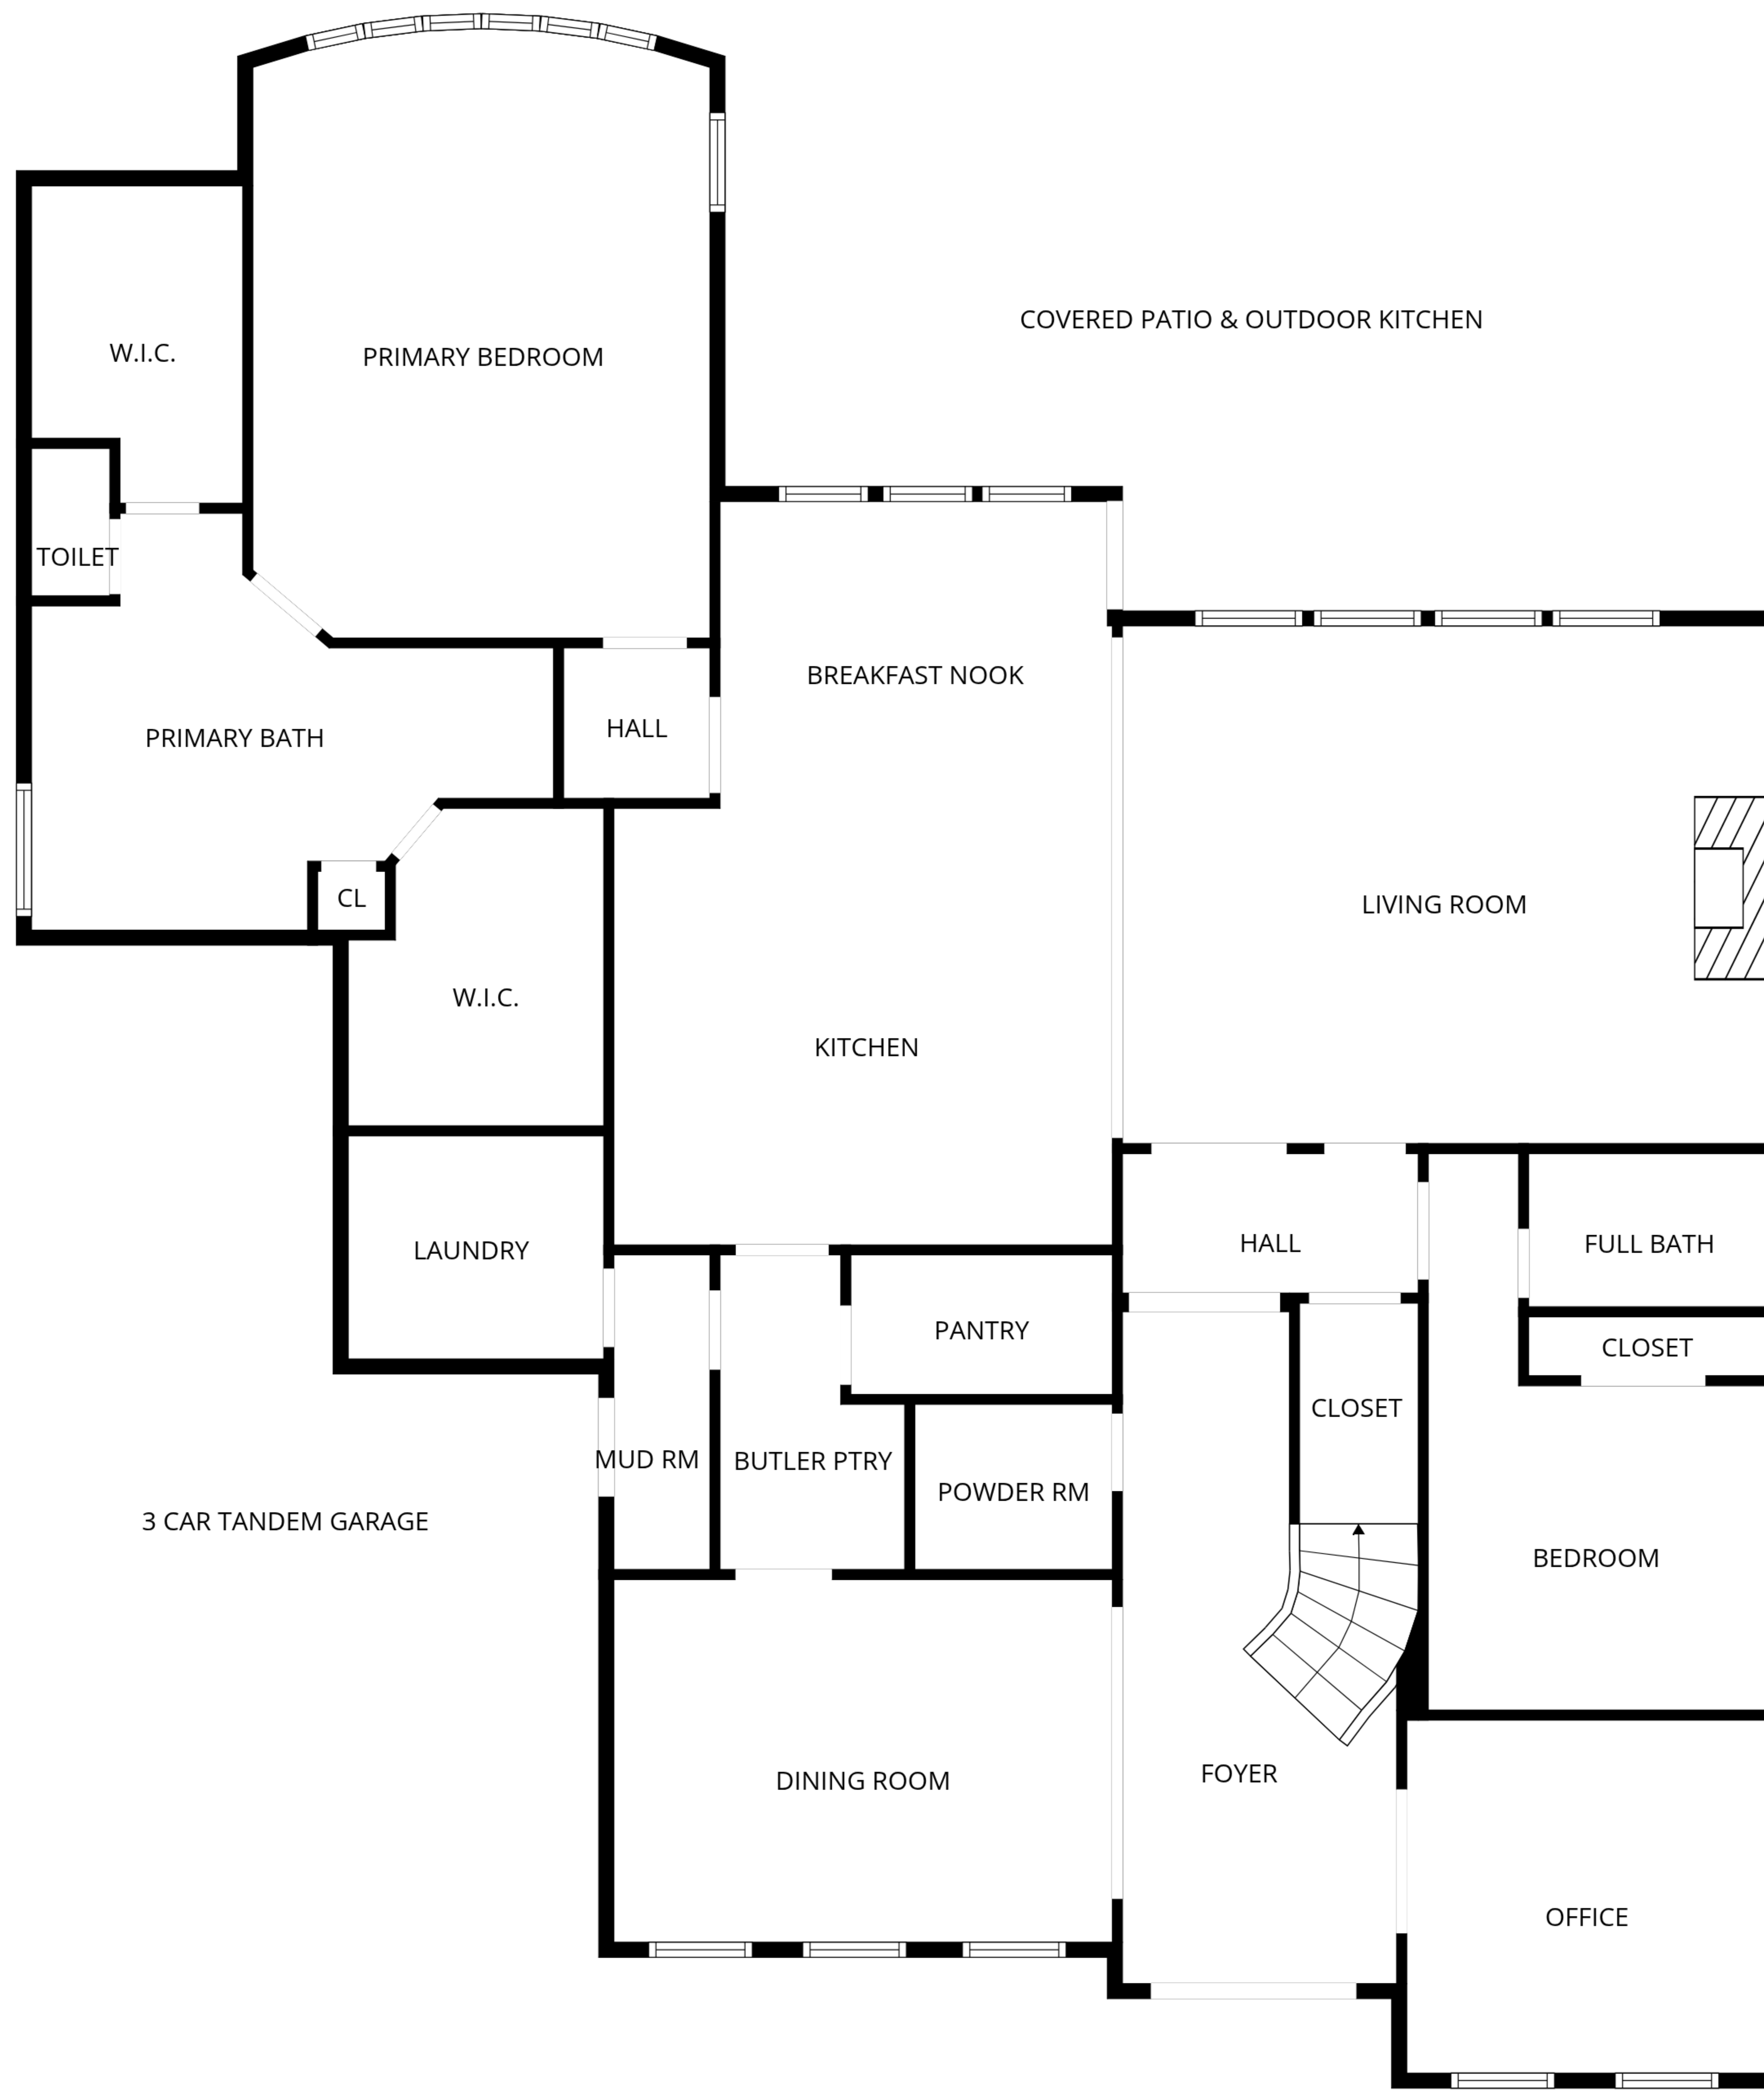 COVERED PATIO & OUTDOOR KITCHEN
W.I.C.
PRIMARY BEDROOM
TOILET
BREAKFAST NOOK
HALL
PRIMARY BATH
CL
LIVING ROOM
W.I.C.
KITCHEN
LAUNDRY
HALL
FULL BATH
PANTRY
CLOSET
CLOSET
MUD RM
BUTLER PTRY
POWDER RM
3 CAR TANDEM GARAGE
BEDROOM
DINING ROOM
FOYER
OFFICE